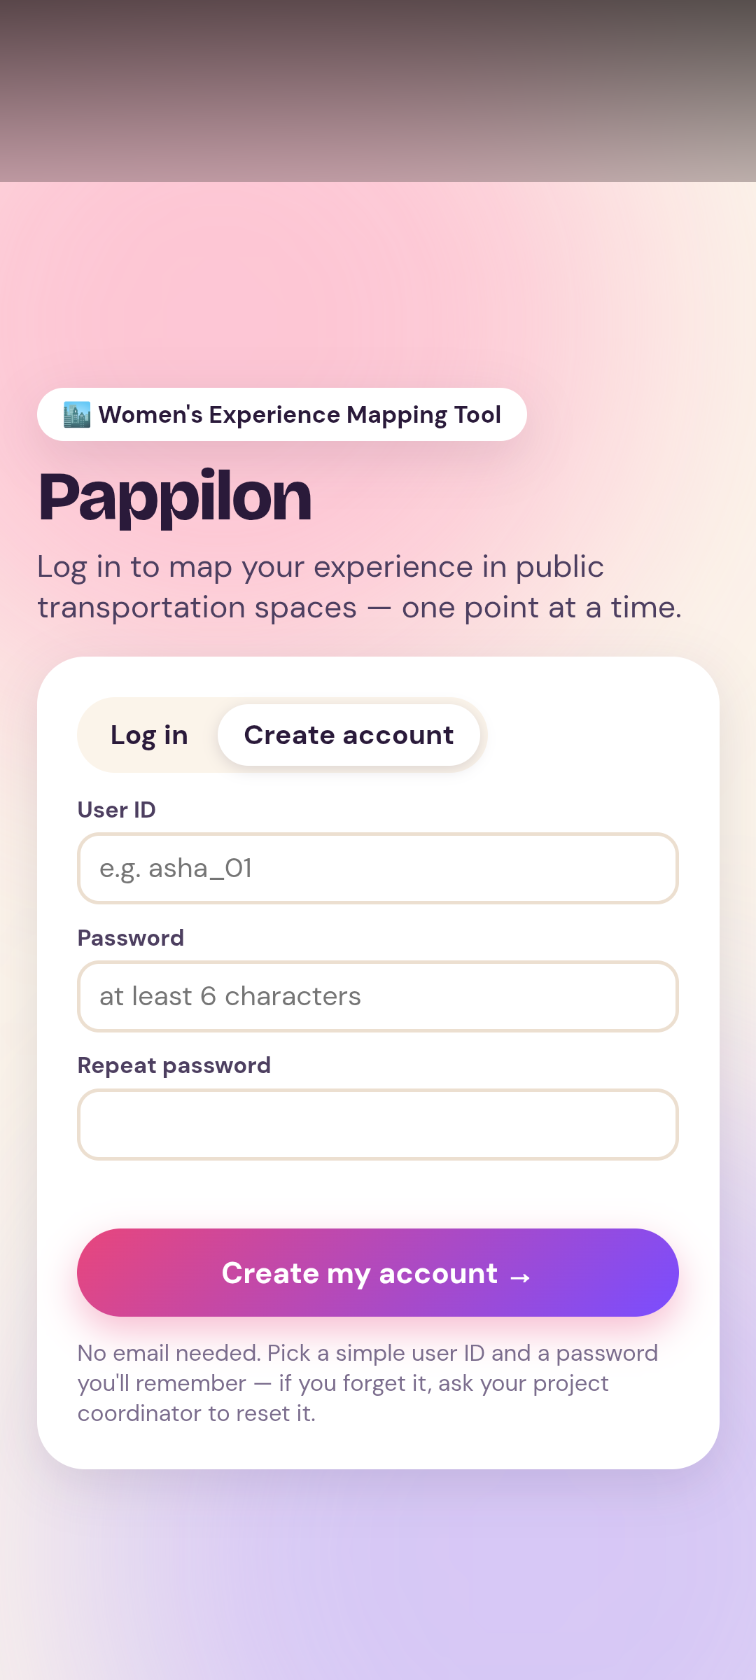 Women's Experience Mapping Tool
Pappilon
Log in to map your experience in public
transportation spaces — one point at a time.
Log in
Create account
User ID
e.g. asha_01
Password
at least 6 characters
Repeat password
Create my account →
No email needed. Pick a simple user ID and a password
you'll remember — if you forget it, ask your project
coordinator to reset it.